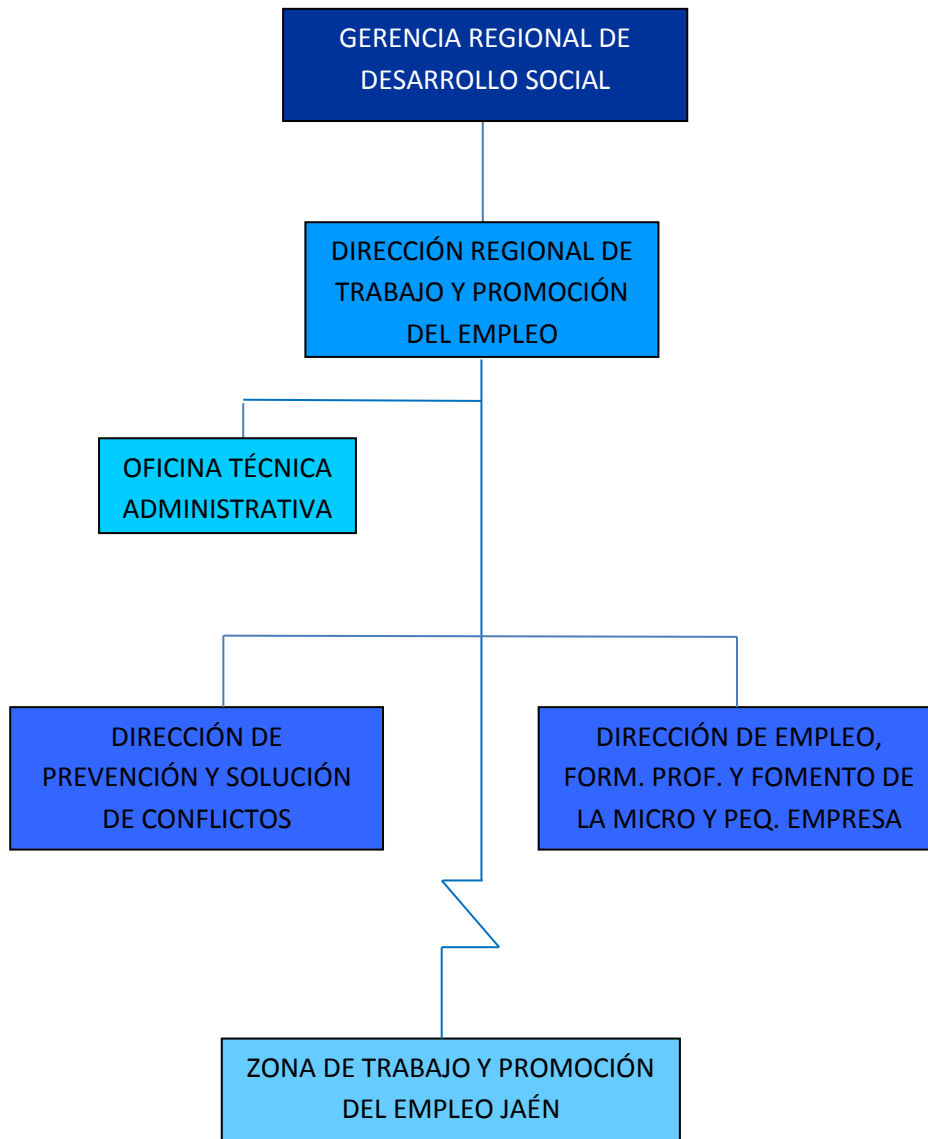 GERENCIA REGIONAL DE
DESARROLLO SOCIAL
DIRECCIÓN REGIONAL DE
TRABAJO Y PROMOCIÓN
DEL EMPLEO
OFICINA TÉCNICA
ADMINISTRATIVA
DIRECCIÓN DE
PREVENCIÓN Y SOLUCIÓN
DE CONFLICTOS
DIRECCIÓN DE EMPLEO,
FORM. PROF. Y FOMENTO DE
LA MICRO Y PEQ. EMPRESA
ZONA DE TRABAJO Y PROMOCIÓN
DEL EMPLEO JAÉN